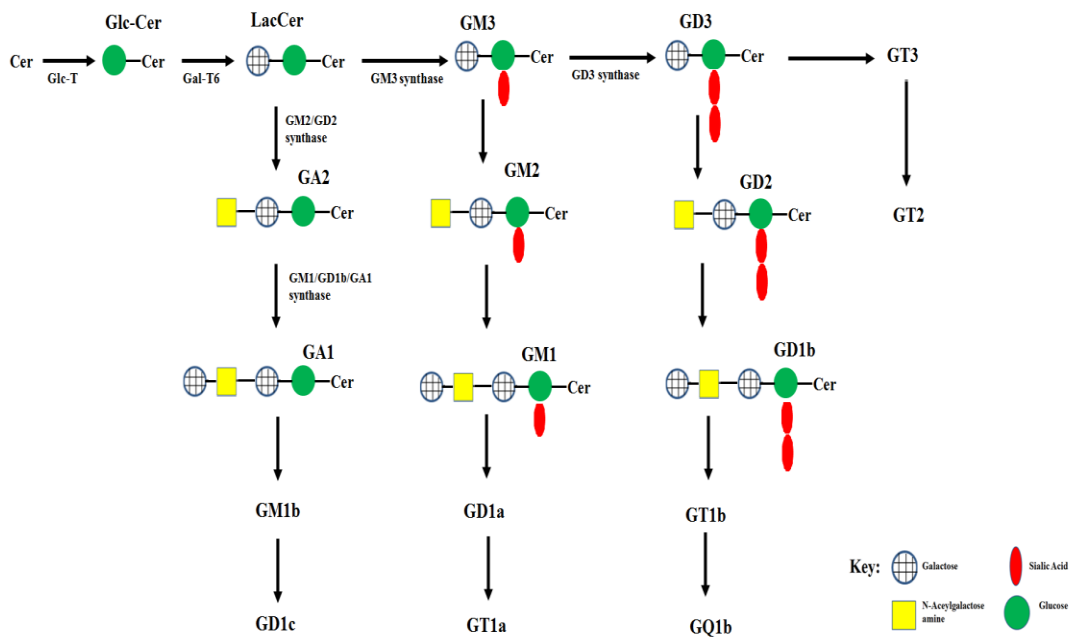 Glc-Cer
LacCer
GM3
GD3
Cer
Cer
Cer
Cer
Cer
GT3
Glc-T
Gal-T6
GM3 synthase
GD3 synthase
GM2/GD2
synthase
GA2
GM2
GD2
Cer
Cer
Cer
GT2
GM1/GD1b/GA1
synthase
GA1
GM1
GD1b
Cer
Cer
Cer
GM1b
GD1a
GT1b
GD1c
GT1a
GQ1b
Key:
Galactose
Sialic Acid
N-Aceylgalactose
amine
Glucose